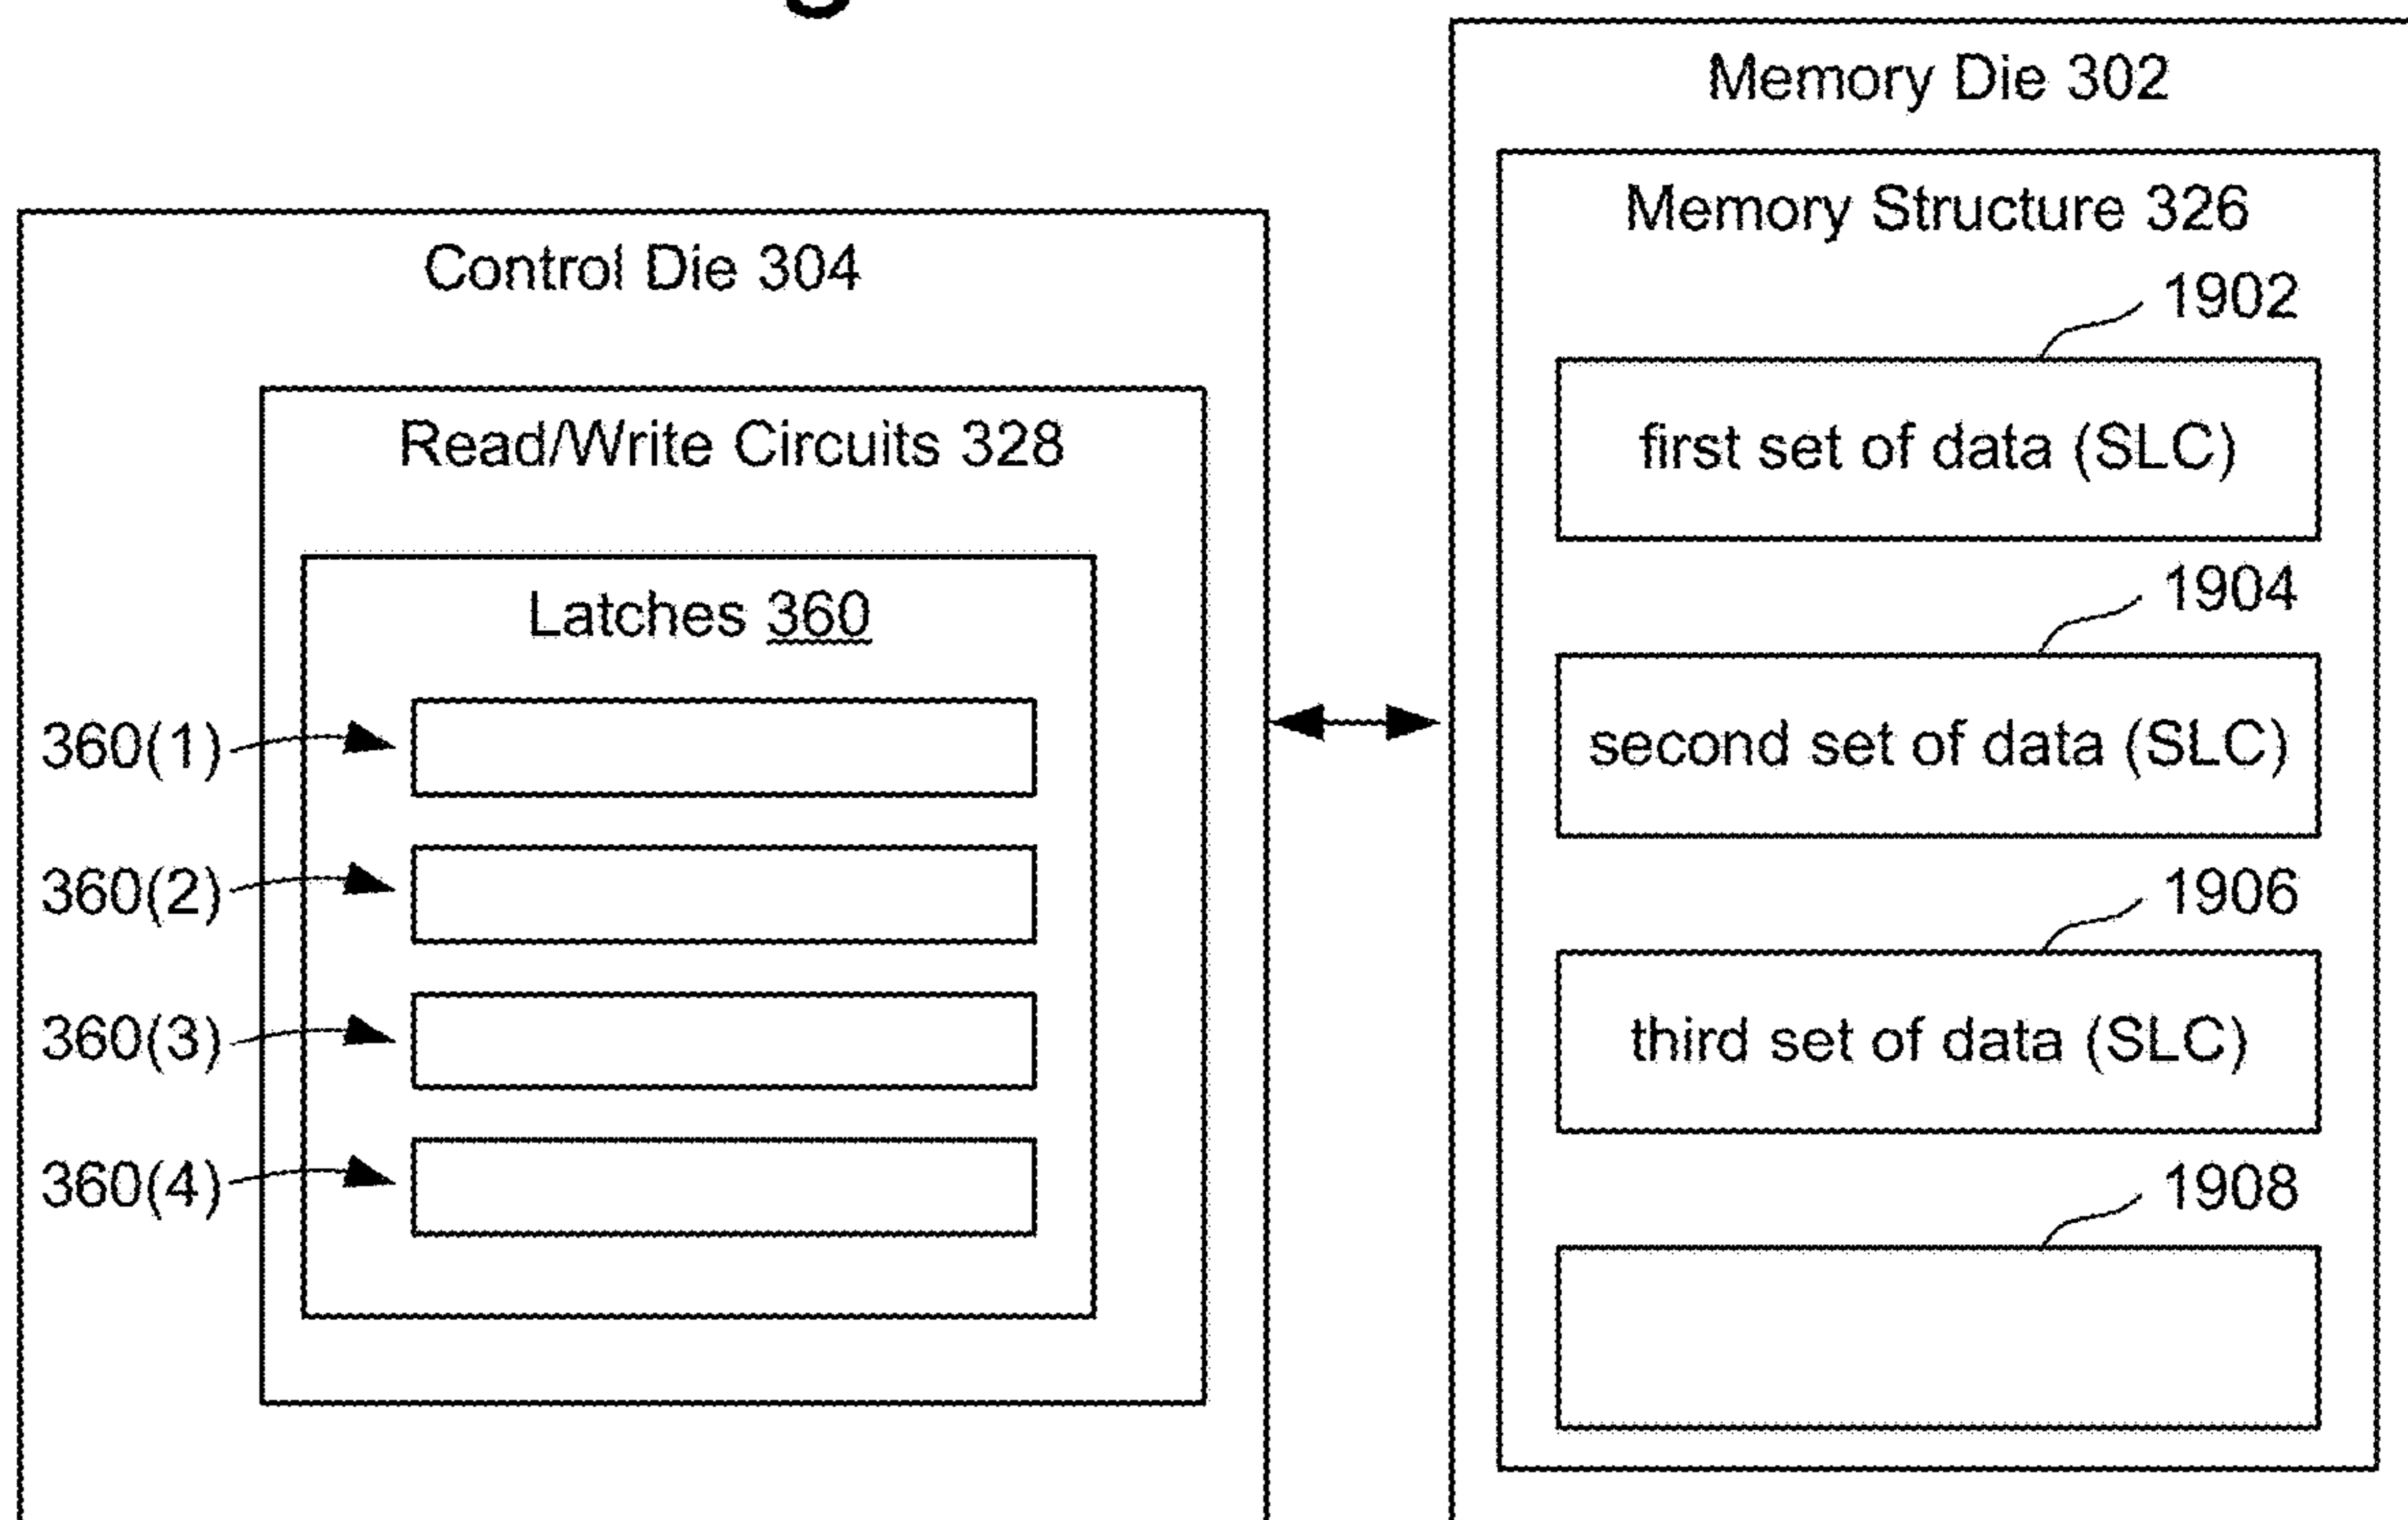 Control Die 304
Read/Write Circuits 328
Latches 360
360(1)
360(2)
360(3)
360(4)
Memory Die 302
Memory Structure 326
1902
first set of data (SLC)
1904
second set of data (SLC)
1906
third set of data (SLC)
1908